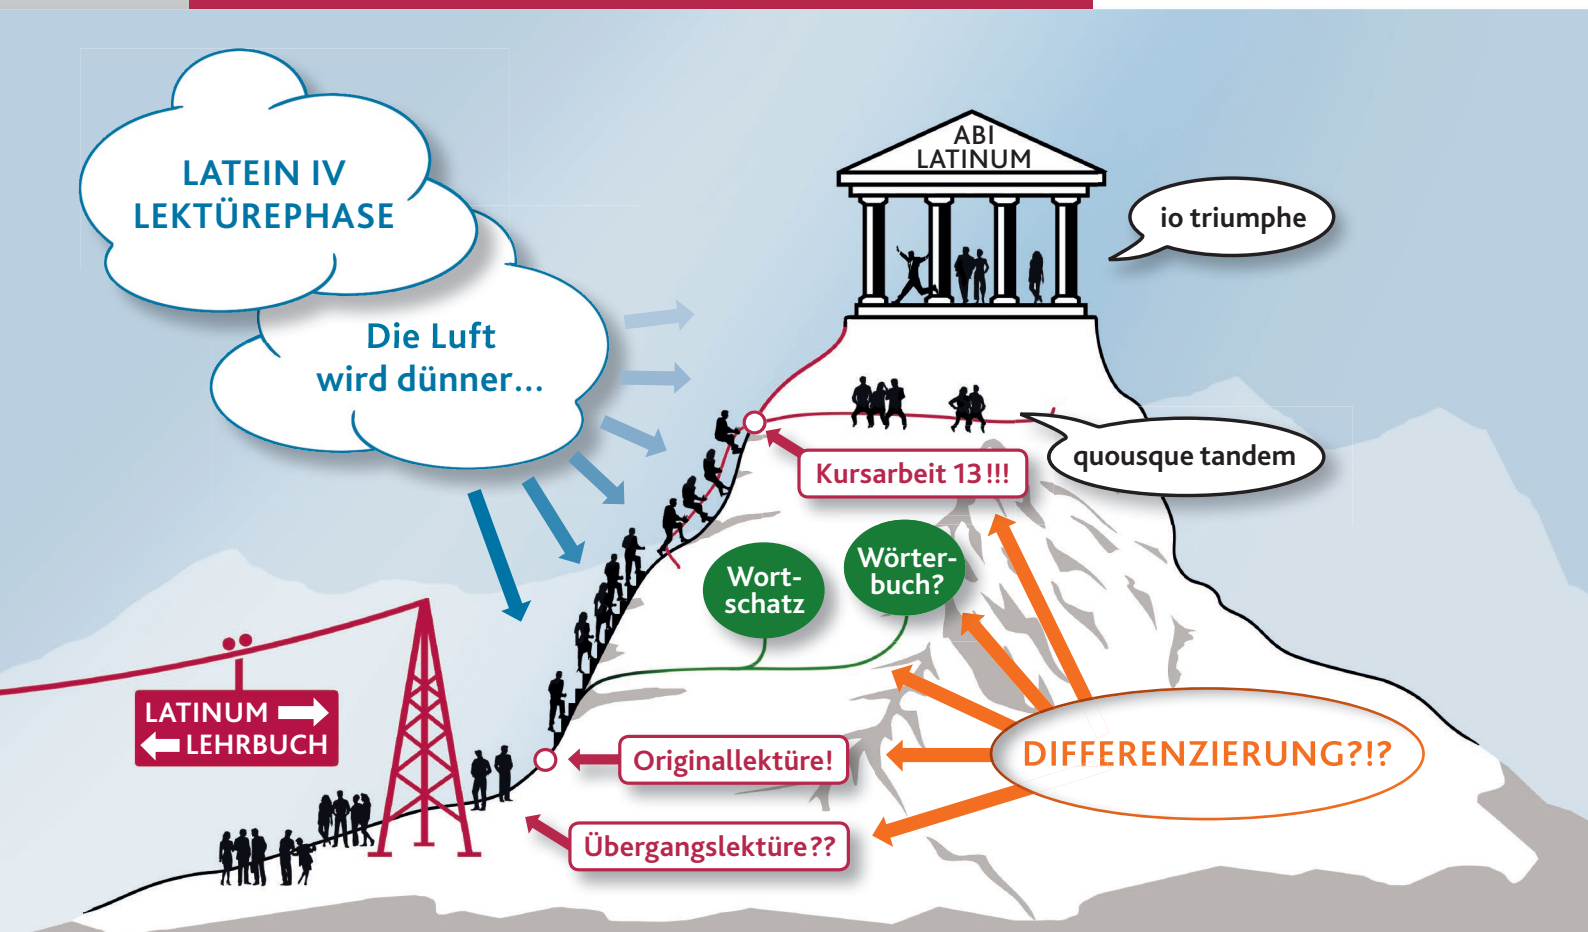 LATEIN IV
LEKTÜREPHASE
Die Luft
wird dünner...
ABI
LATINUM
io triumphe
quousque tandem
Kursarbeit 13 !!!
Wort-
schatz
Wörter-
buch?
LATINUM
LEHRBUCH
Originallektüre!
DIFFERENZIERUNG?!?
Übergangslektüre??